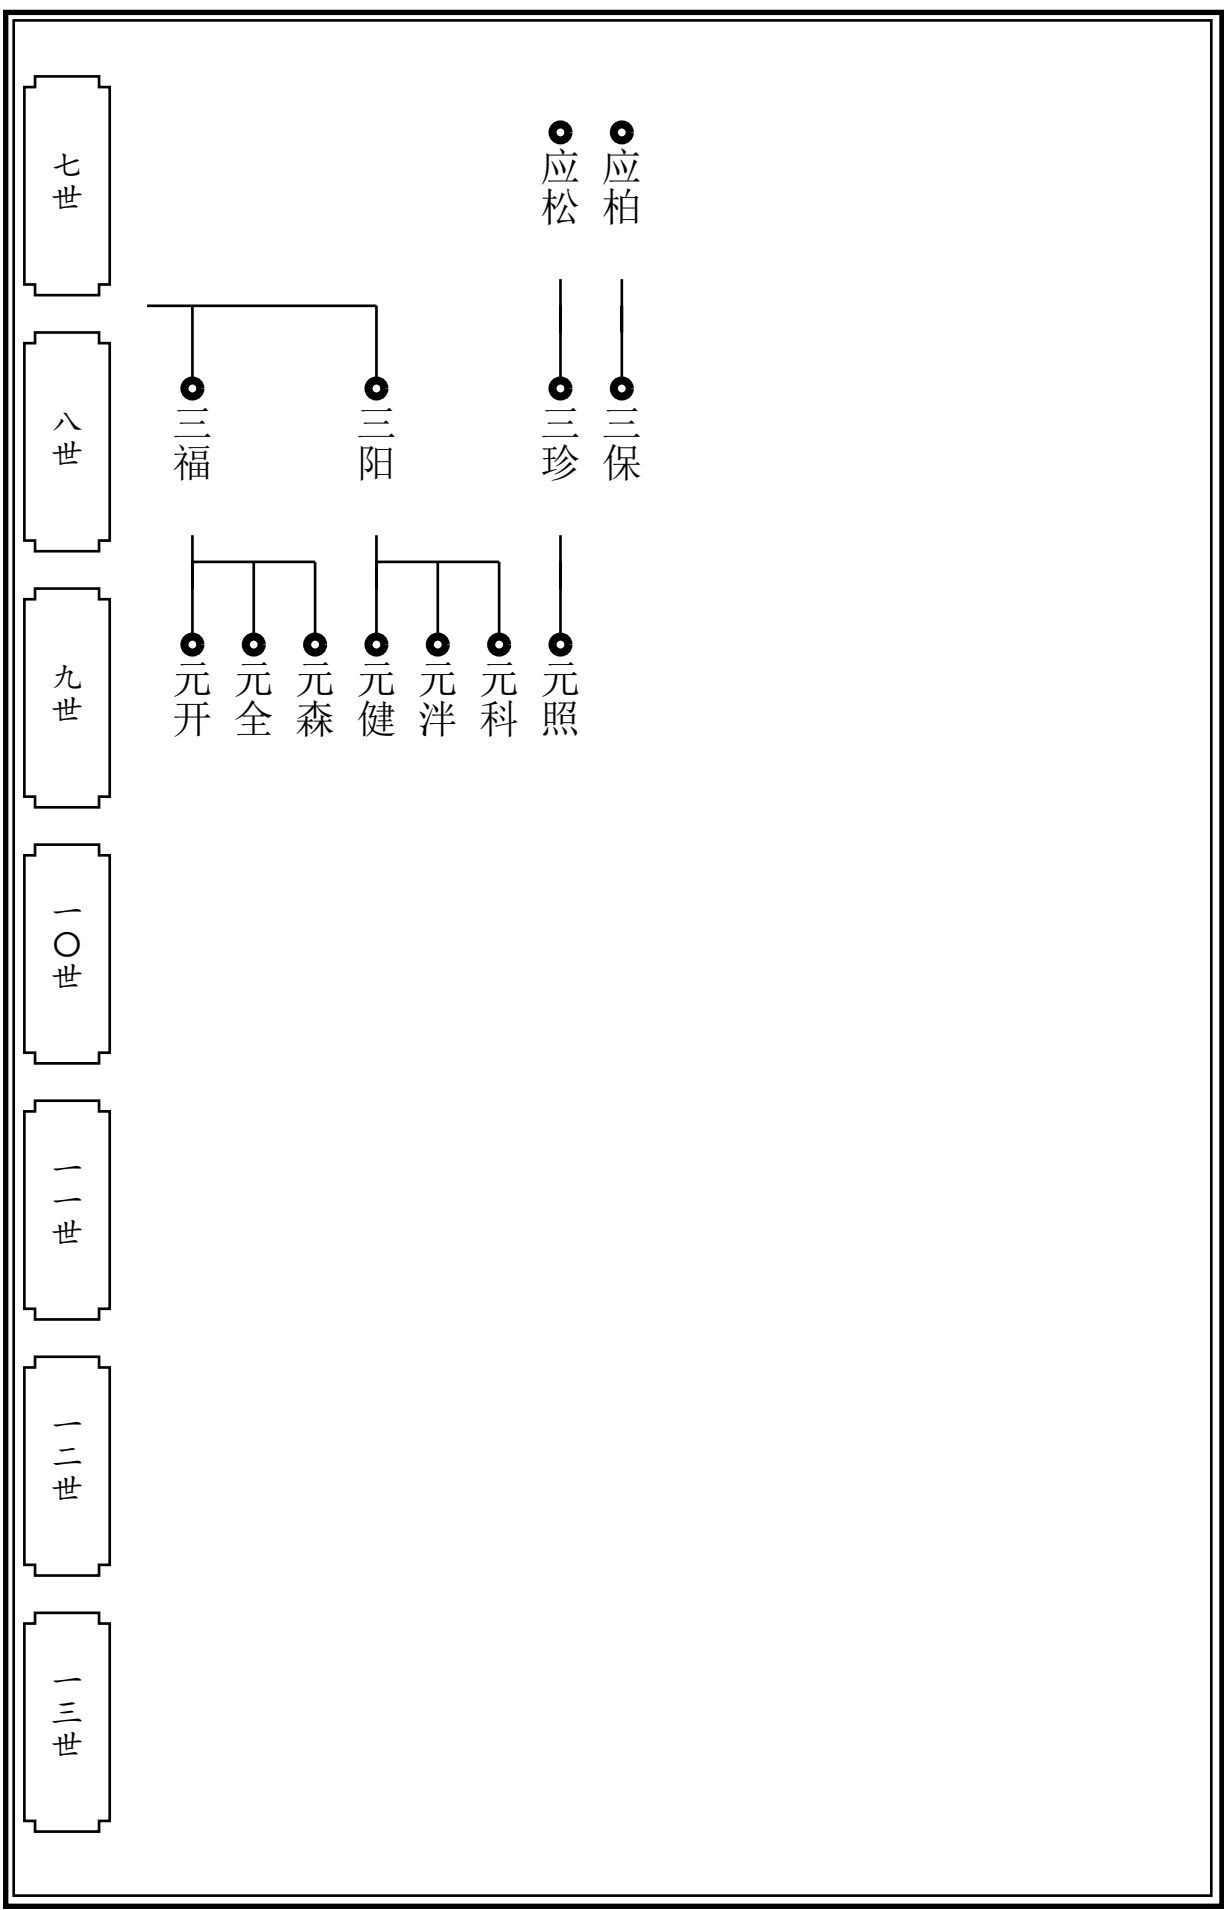 七世
应松
应柏
八世
三福
三阳
三珍
三保
九世
元开
元全
元森
元健
元泮
元科
元照
一〇世
一一世
一二世
一三世